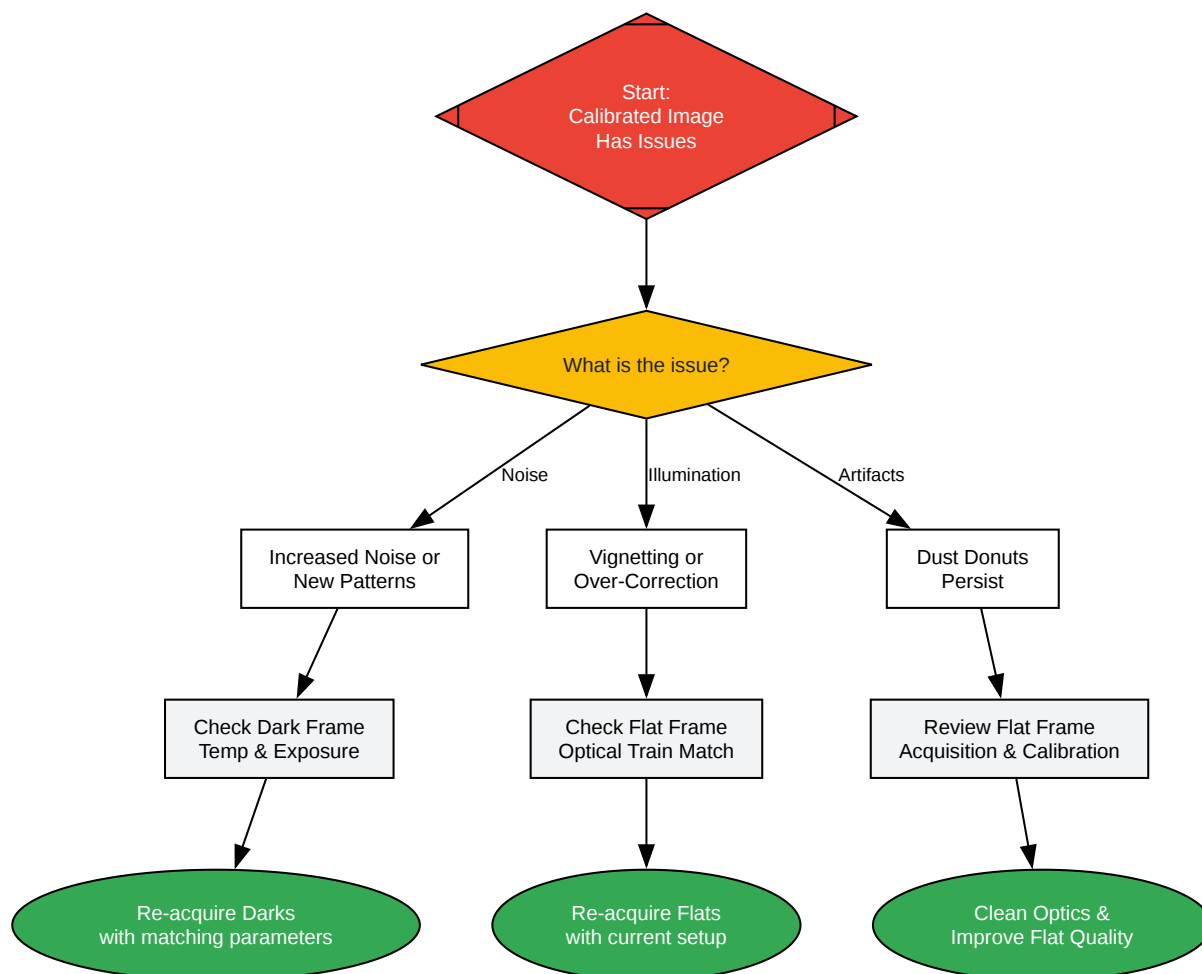 Start:
Calibrated Image
Has Issues
What is the issue?
Noise
Illumination
Artifacts
Increased Noise or
New Patterns
Vignetting or
Over-Correction
Dust Donuts
Persist
Check Dark Frame
Temp & Exposure
Check Flat Frame
Optical Train Match
Review Flat Frame
Acquisition & Calibration
Re-acquire Darks
with matching parameters
Re-acquire Flats
with current setup
Clean Optics &
Improve Flat Quality